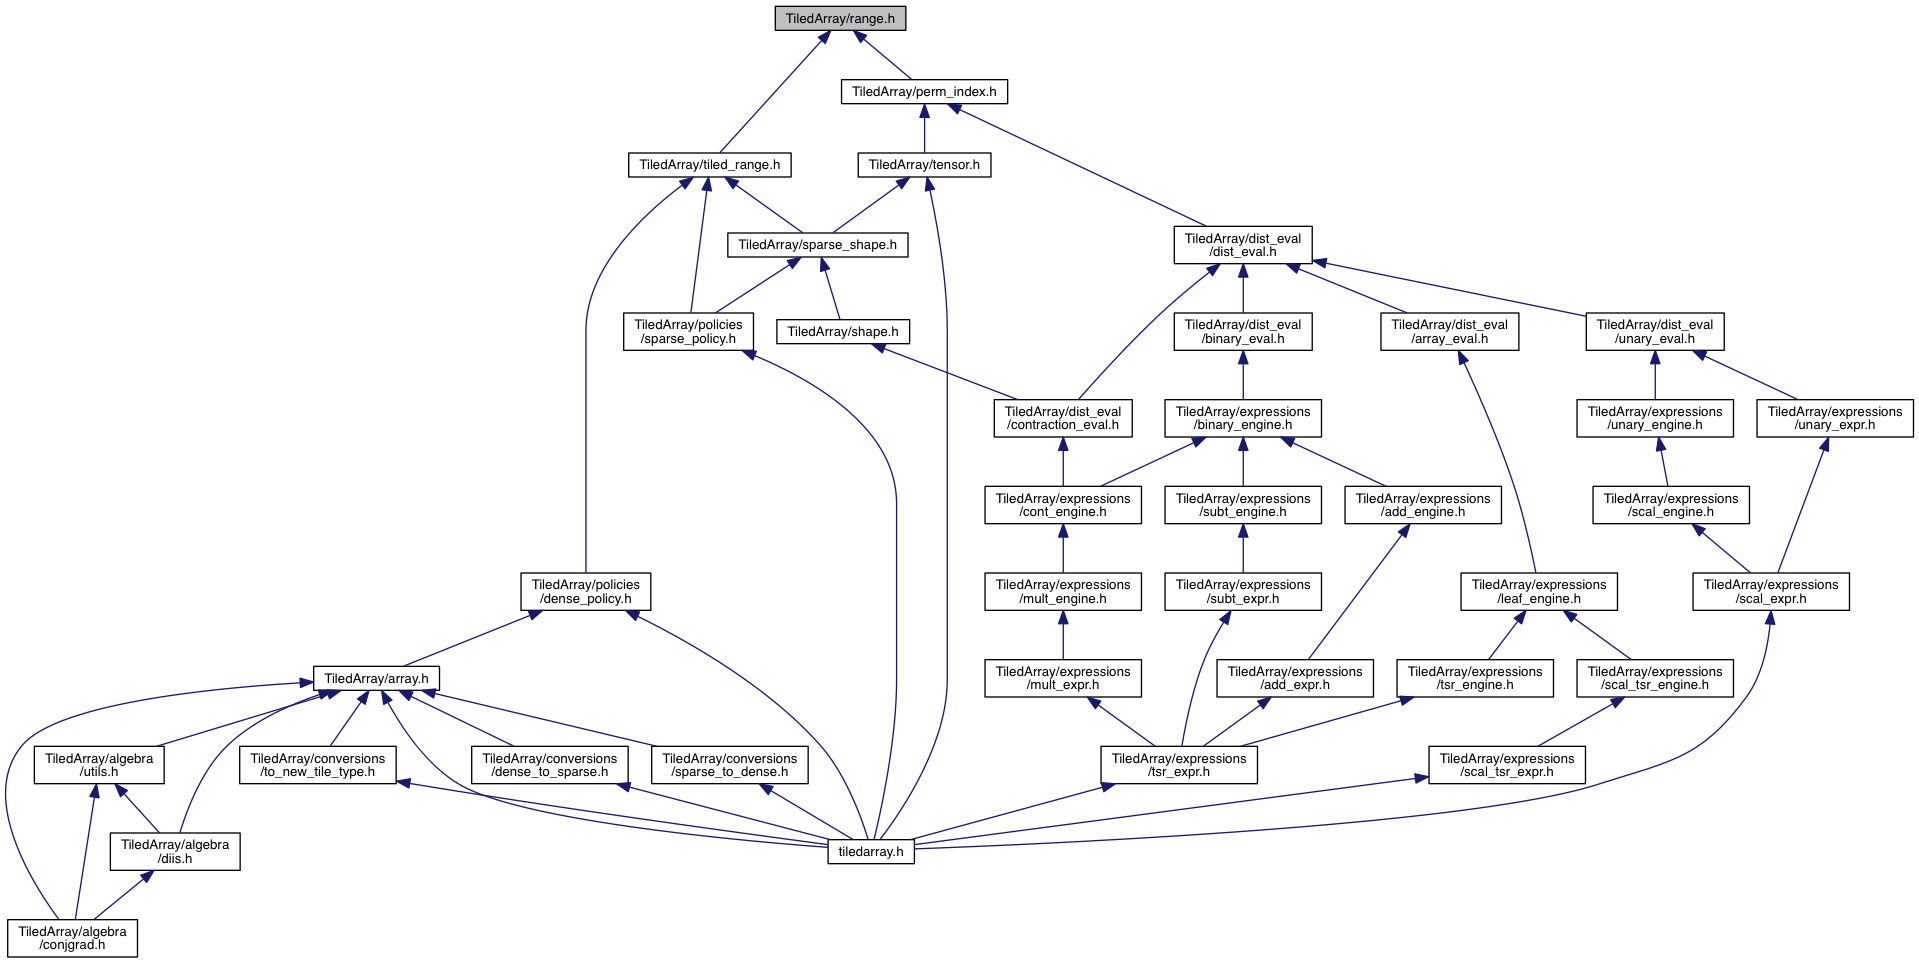 TiledArray/range.h
TiledArray/perm_index.h
TiledArray/tiled_range.h
TiledArray/tensor.h
TiledArray/sparse_shape.h
TiledArray/dist_eval
/dist_eval.h
TiledArray/policies
/sparse_policy.h
TiledArray/shape.h
TiledArray/dist_eval
/binary_eval.h
TiledArray/dist_eval
/array_eval.h
TiledArray/dist_eval
/unary_eval.h
TiledArray/dist_eval
/contraction_eval.h
TiledArray/expressions
/binary_engine.h
TiledArray/expressions
/unary_engine.h
TiledArray/expressions
/unary_expr.h
TiledArray/expressions
/cont_engine.h
TiledArray/expressions
/subt_engine.h
TiledArray/expressions
/add_engine.h
TiledArray/expressions
/scal_engine.h
TiledArray/policies
/dense_policy.h
TiledArray/expressions
/mult_engine.h
TiledArray/expressions
/subt_expr.h
TiledArray/expressions
/leaf_engine.h
TiledArray/expressions
/scal_expr.h
TiledArray/array.h
TiledArray/expressions
/mult_expr.h
TiledArray/expressions
/add_expr.h
TiledArray/expressions
/tsr_engine.h
TiledArray/expressions
/scal_tsr_engine.h
TiledArray/algebra
/utils.h
TiledArray/conversions
/to_new_tile_type.h
TiledArray/conversions
/dense_to_sparse.h
TiledArray/conversions
/sparse_to_dense.h
TiledArray/expressions
/tsr_expr.h
TiledArray/expressions
/scal_tsr_expr.h
TiledArray/algebra
/diis.h
tiledarray.h
TiledArray/algebra
/conjgrad.h